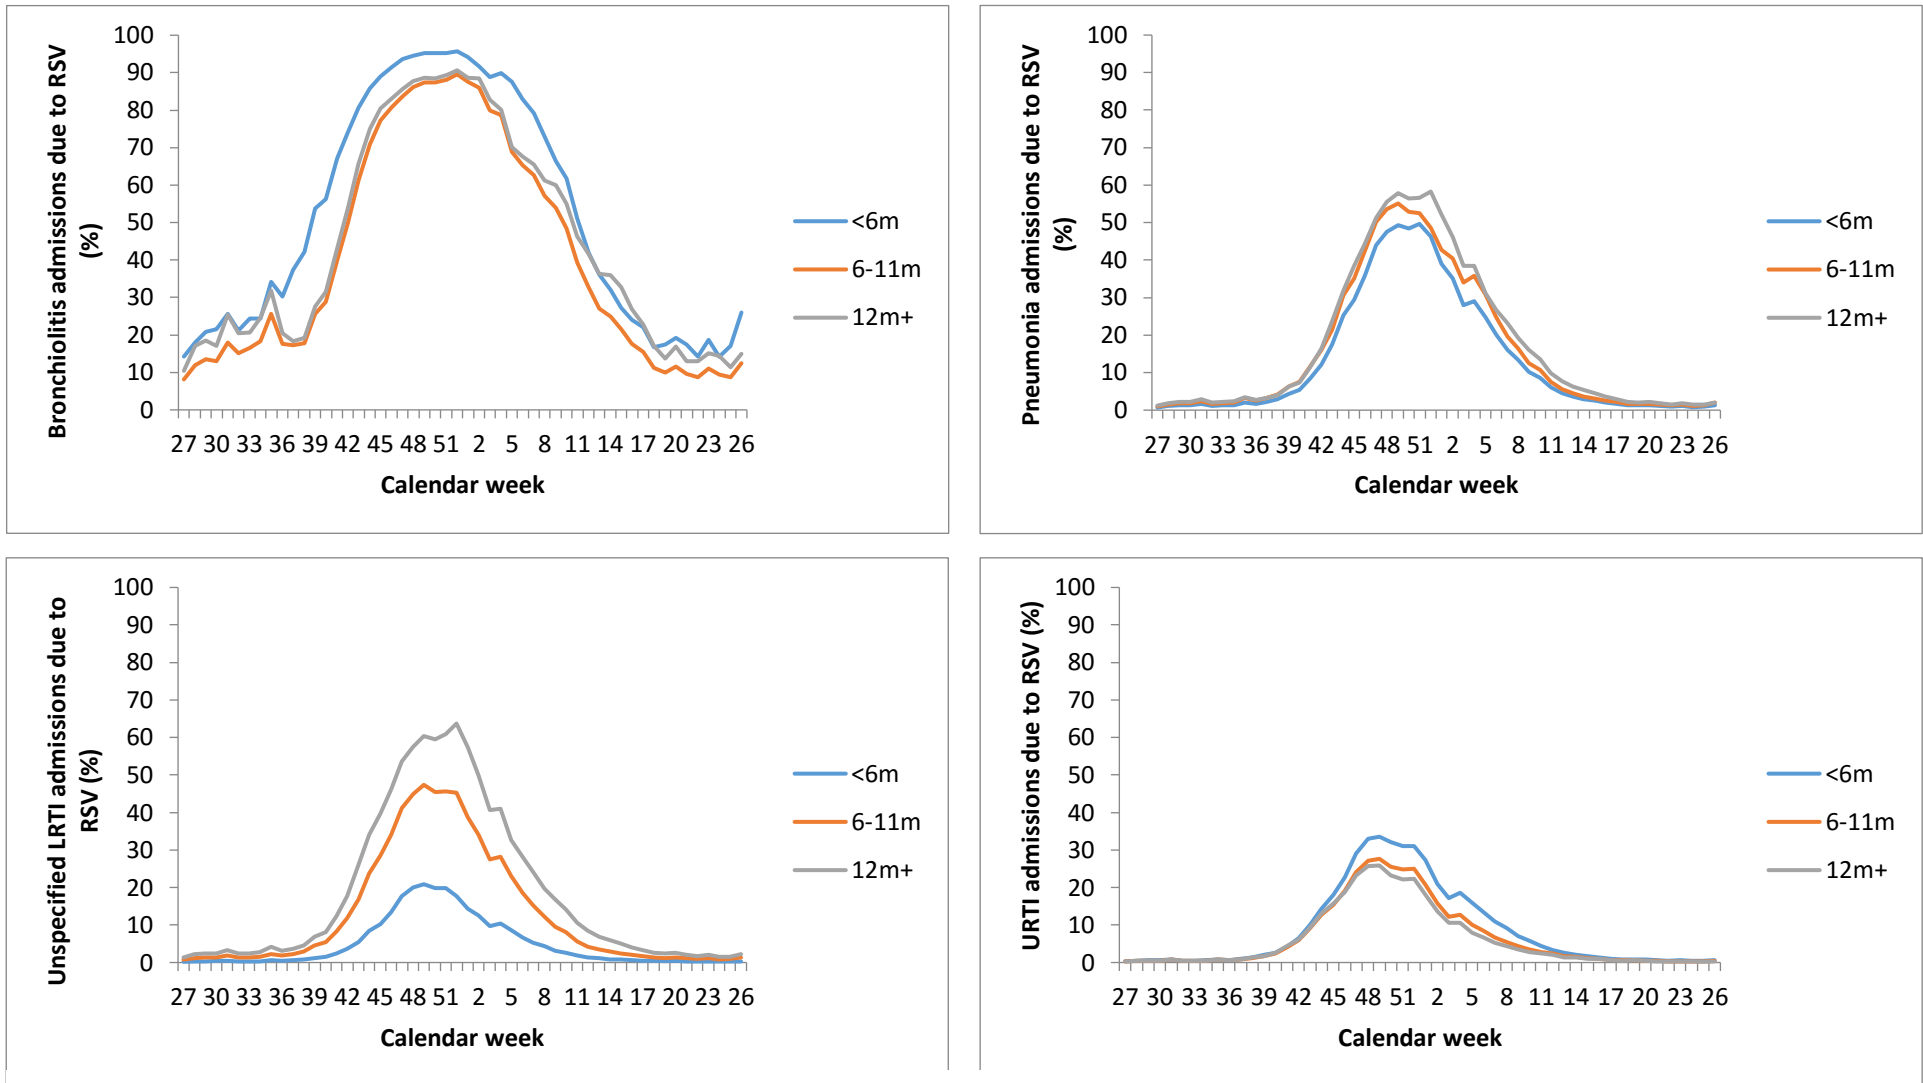 Bronchiolitis admissions due to RSV
(%)
100
90
80
70
60
50
40
30
20
10
0
27 30 33 36 39 42 45 48 51 2 5 8 11 14 17 20 23 26
Calendar week
<6m
6-11m
12m+
Pneumonia admissions due to RSV
(%)
100
90
80
70
60
50
40
30
20
10
0
27 30 33 36 39 42 45 48 51 2 5 8 11 14 17 20 23 26
Calendar week
<6m
6-11m
12m+
Unspecified LRTI admissions due to
RSV (%)
100
90
80
70
60
50
40
30
20
10
0
27 30 33 36 39 42 45 48 51 2 5 8 11 14 17 20 23 26
Calendar week
<6m
6-11m
12m+
URTI admissions due to RSV (%)
100
90
80
70
60
50
40
30
20
10
0
27 30 33 36 39 42 45 48 51 2 5 8 11 14 17 20 23 26
Calendar week
<6m
6-11m
12m+